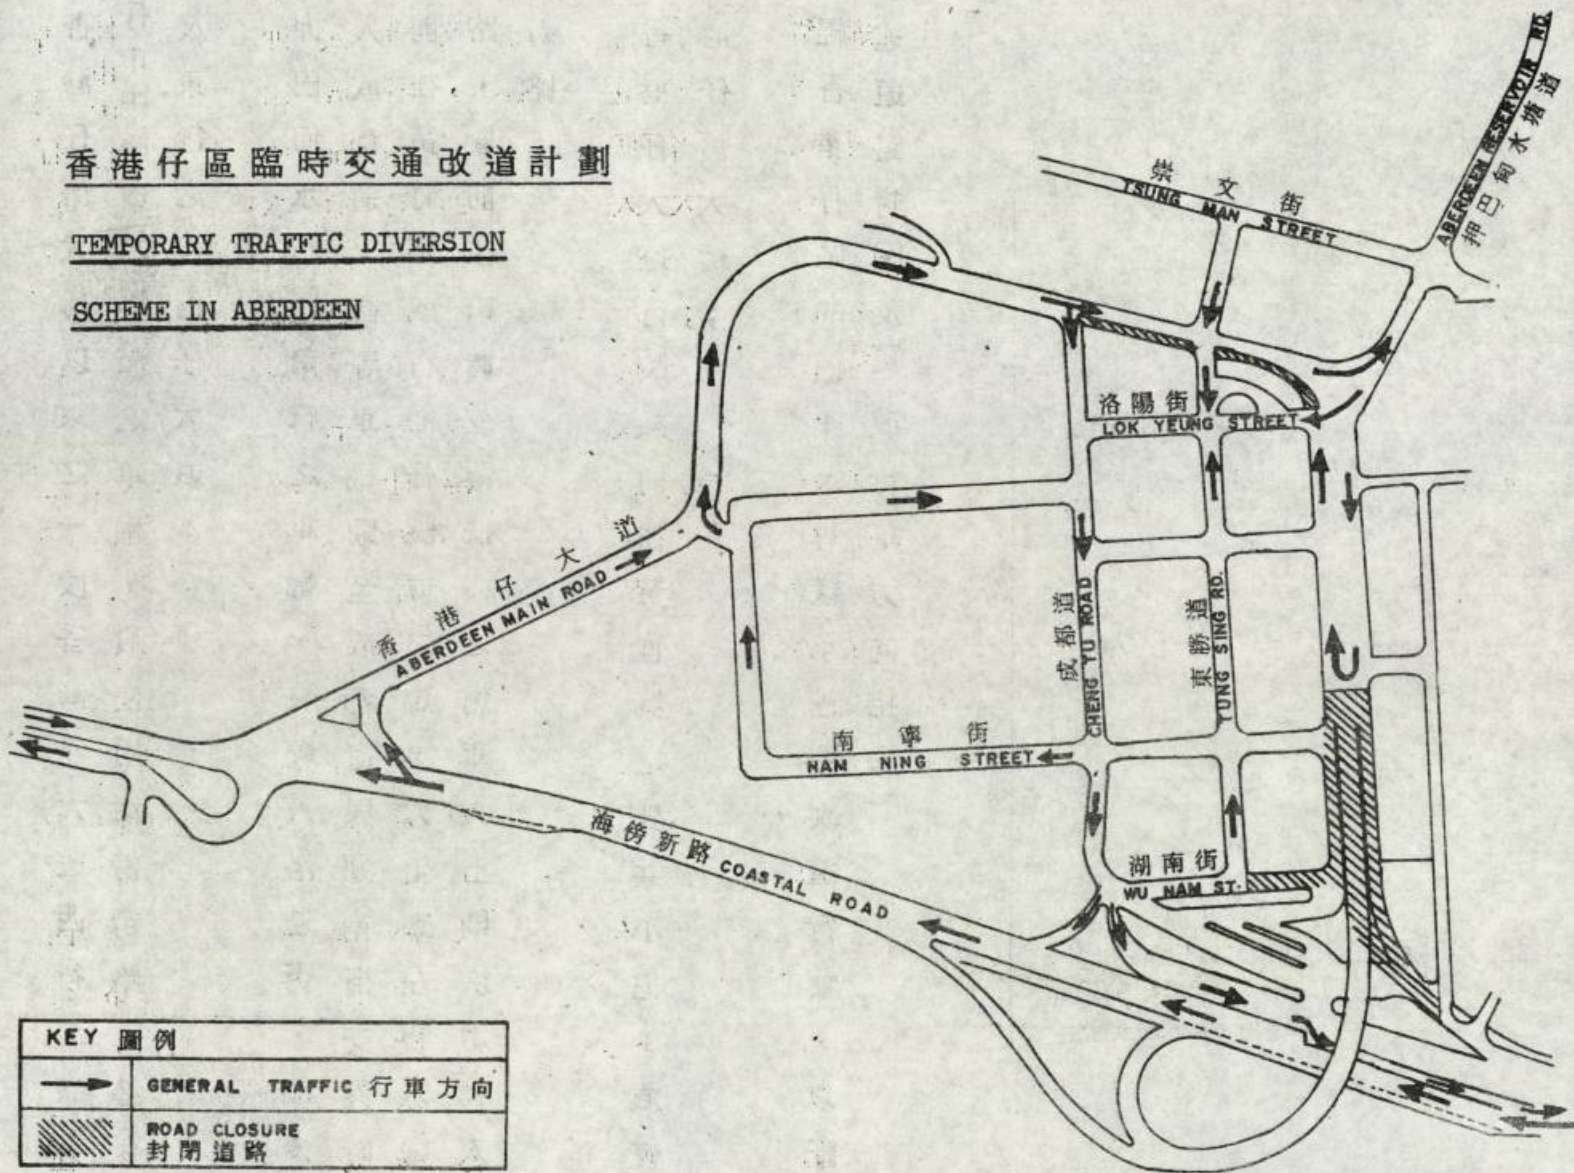 香港仔區臨時交通改道計劃
TEMPORARY TRAFFIC DIVERSION
SCHEME IN ABERDEEN
ABERDEEN RESERVOIR RD.
押巴甸水塘道
崇文街
TSUNG MAN STREET
洛陽街
LOK YEUNG STREET
香港仔大道
ABERDEEN MAIN ROAD
成都道
CHENG YU ROAD
東勝道
YUNG SING RD.
南寧街
NAM NING STREET
海傍新路 COASTAL ROAD
湖南街
WU NAM ST.
KEY 圖例
GENERAL TRAFFIC 行車方向
ROAD CLOSURE
封閉道路